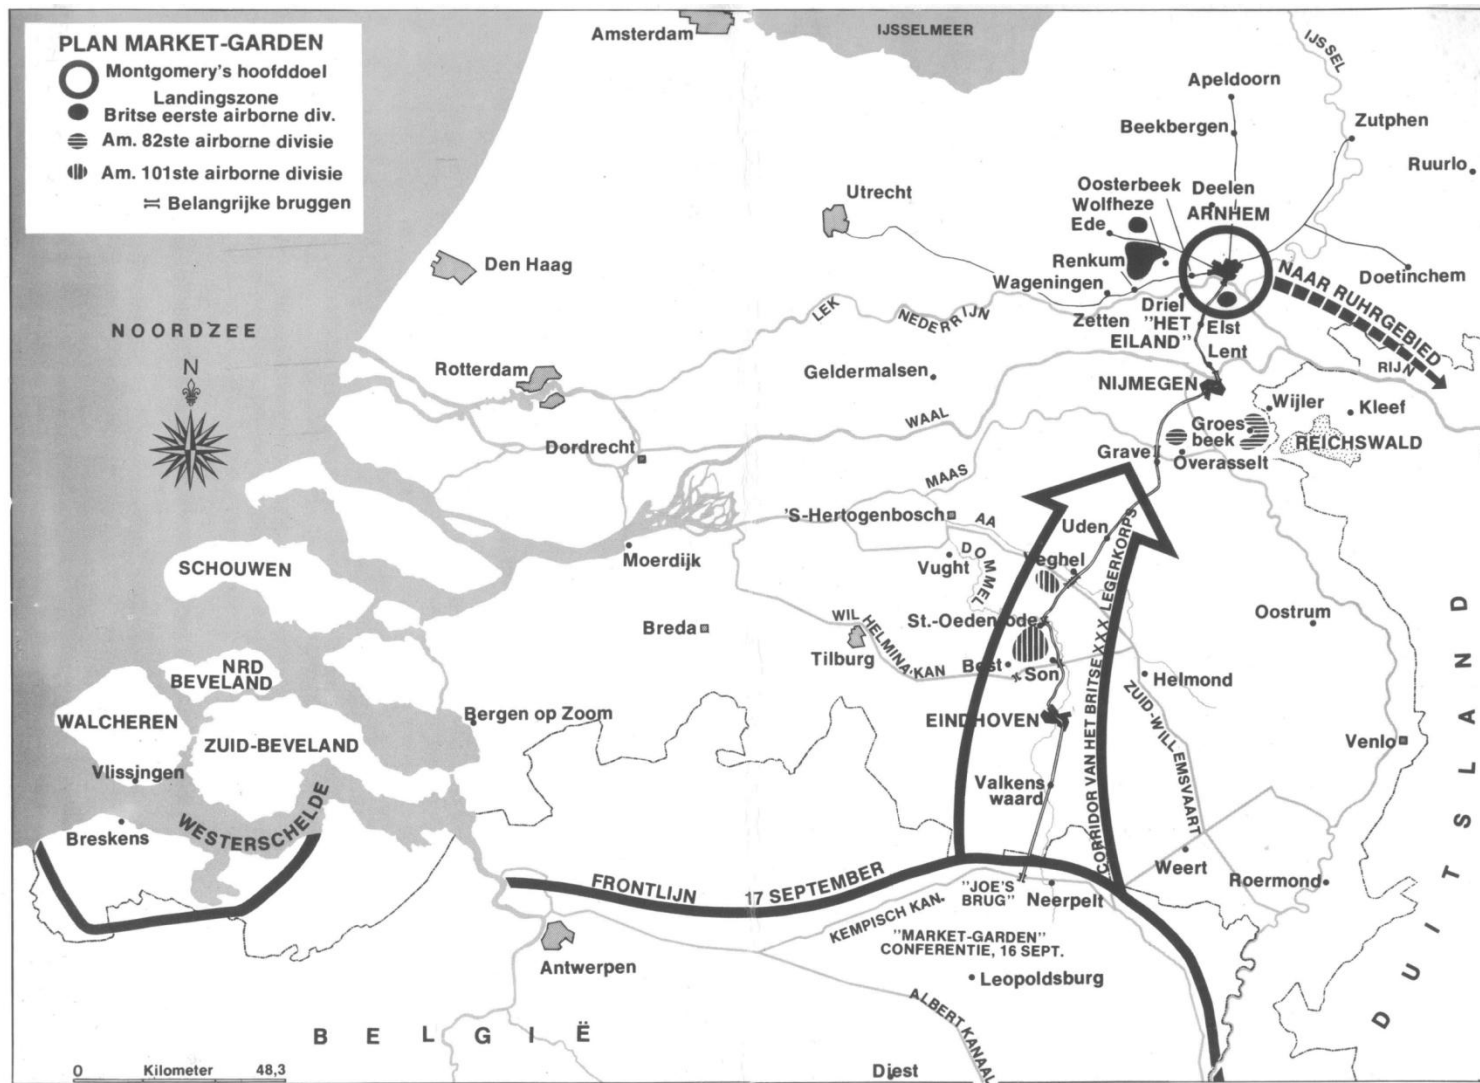 PLAN MARKET-GARDEN
Montgomery's hoofddoel
Landingszone
Britse eerste airborne div.
Am. 82ste airborne divisie
Am. 101ste airborne divisie
Belangrijke bruggen
Amsterdam
IJSSELMEER
IJSSEL
Apeldoorn
Beekbergen
Zutphen
Ruurlo
Utrecht
Oosterbeek
Wolfheze
Ede
Deelen
ARNHEM
Den Haag
Renkum
Wageningen
Doetinchem
NAAR RUHRGEBIED
LEK
NEDERRIJN
Zetten
Driel
"HET
EILAND"
Elst
Lent
RIJN
NOORDZEE
N
Rotterdam
Geldermalsen
NIJMEGEN
Wijler
Kleef
WAAL
Groes
beek
REICHSWALD
Dordrecht
Grave
Overasselt
MAAS
'S-Hertogenbosch
AA
Uden
Moerdijk
Vught
DOMMEL
Veghel
SCHOUWEN
Oostrum
WILHELMINA-KAN
St.-Oedenrode
Breda
Tilburg
Best
Son
Helmond
NRD
BEVELAND
WALCHEREN
ZUID-BEVELAND
Bergen op Zoom
EINDHOVEN
ZUID-WILLEMSVAART
Venlo
Vlissingen
Valkens
waard
CORRIDOR VAN HET BRITSE XXX LEGERKORPS
DUITSLAND
Breskens
WESTERSCHELDE
Weert
Roermond
FRONTLIJN 17 SEPTEMBER
"JOE'S
BRUG"
Neerpelt
KEMPISCH KAN.
"MARKET-GARDEN"
CONFERENTIE, 16 SEPT.
Leopoldsburg
Antwerpen
ALBERT KANAAL
BELGIË
Diest
0 Kilometer 48,3